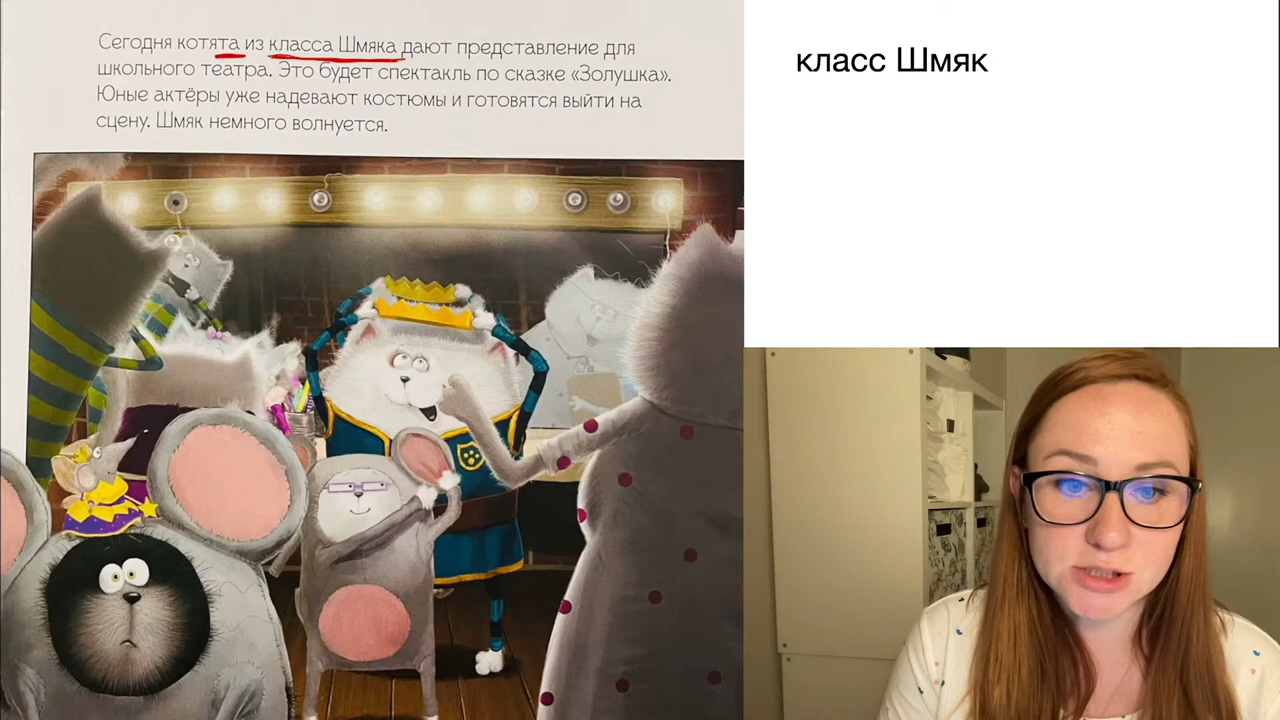 Сегодня котята из класса Шмяка дают представление для
школьного театра. Это будет спектакль по сказке «Золушка».
Юные актёры уже надевают костюмы и готовятся выйти на
сцену. Шмяк немного волнуется.
класс Шмяк